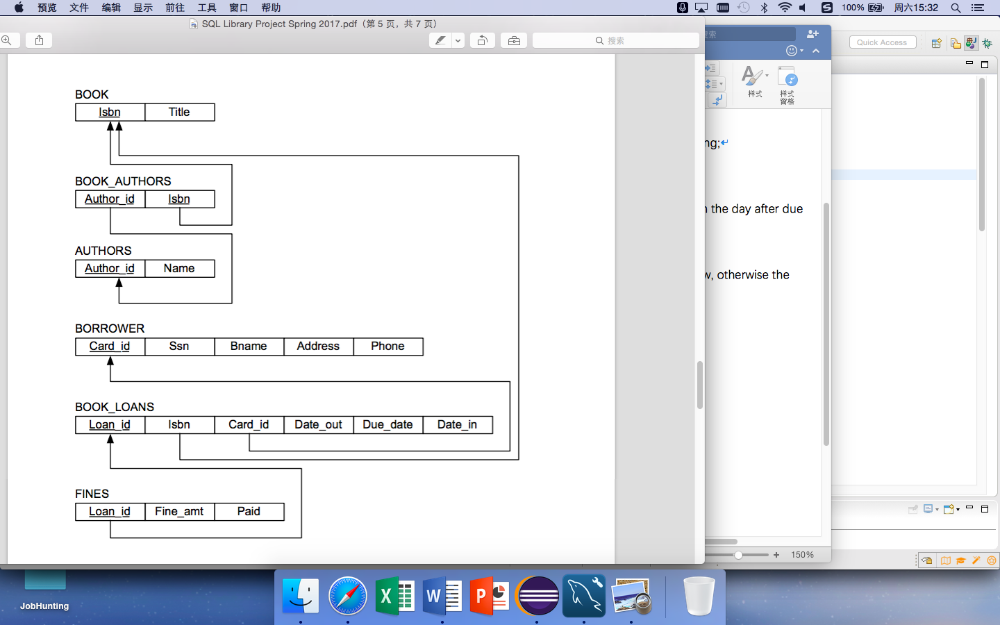 预览 文件 编辑 显示 前往 工具 窗口 帮助 100% 周六15:32
SQL Library Project Spring 2017.pdf（第 5 页，共 7 页）
搜索
搜索
Quick Access
样式
样式
窗格
BOOK
Isbn Title
ng;
BOOK_AUTHORS
Author_id Isbn
the day after due
AUTHORS
Author_id Name
w, otherwise the
BORROWER
Card_id Ssn Bname Address Phone
BOOK_LOANS
Loan_id Isbn Card_id Date_out Due_date Date_in
FINES
Loan_id Fine_amt Paid
150%
JobHunting